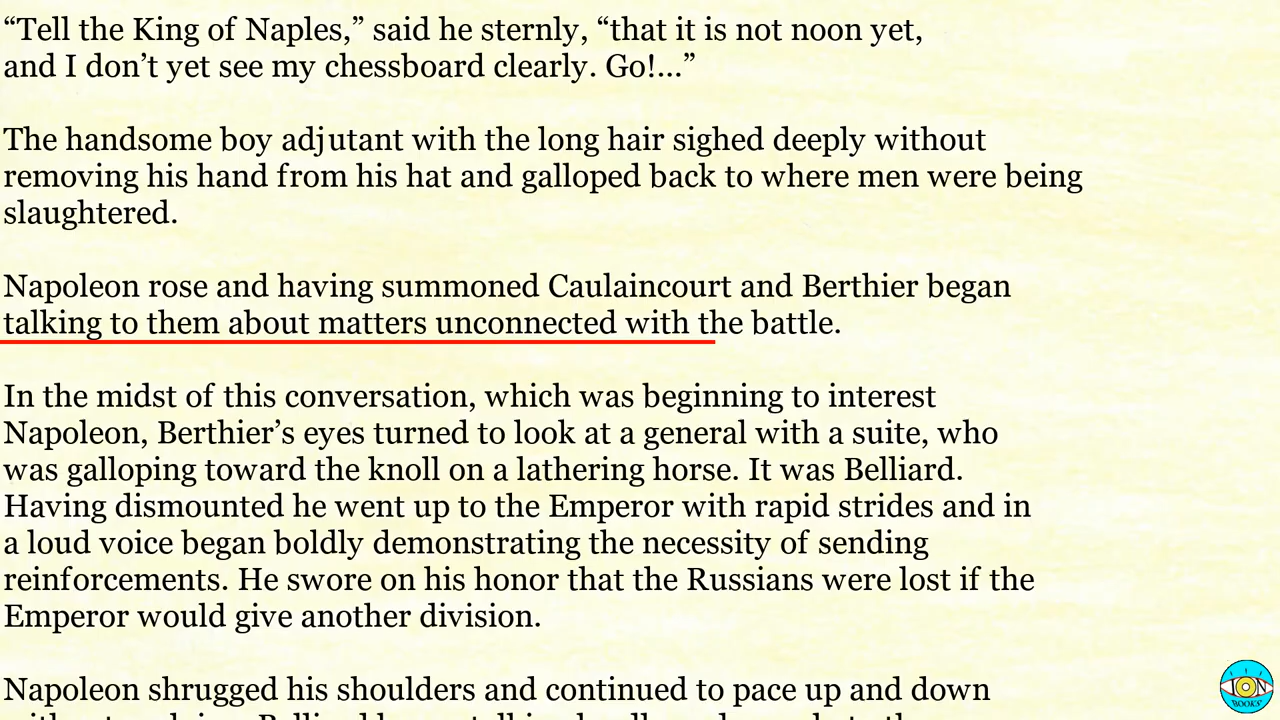 “Tell the King of Naples,” said he sternly, “that it is not noon yet,
and I don’t yet see my chessboard clearly. Go!...”
The handsome boy adjutant with the long hair sighed deeply without
removing his hand from his hat and galloped back to where men were being
slaughtered.
Napoleon rose and having summoned Caulaincourt and Berthier began
talking to them about matters unconnected with the battle.
In the midst of this conversation, which was beginning to interest
Napoleon, Berthier’s eyes turned to look at a general with a suite, who
was galloping toward the knoll on a lathering horse. It was Belliard.
Having dismounted he went up to the Emperor with rapid strides and in
a loud voice began boldly demonstrating the necessity of sending
reinforcements. He swore on his honor that the Russians were lost if the
Emperor would give another division.
Napoleon shrugged his shoulders and continued to pace up and down
ION
BOOKS